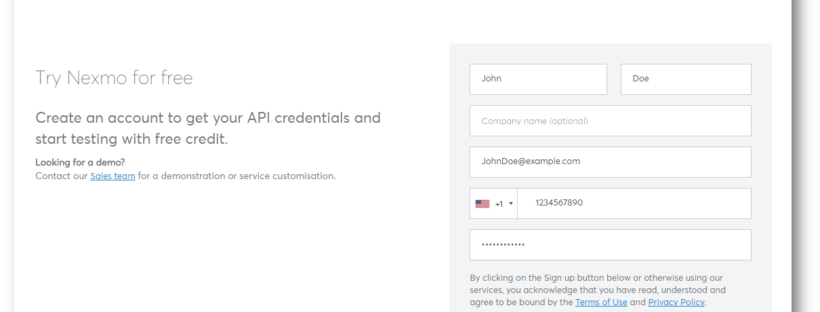 Try Nexmo for free
Create an account to get your API credentials and
start testing with free credit.
Looking for a demo?
Contact our Sales team for a demonstration or service customisation.
John
Doe
Company name (optional)
JohnDoe@example.com
+1
1234567890
••••••••••••
By clicking on the Sign up button below or otherwise using our
services, you acknowledge that you have read, understood and
agree to be bound by the Terms of Use and Privacy Policy.